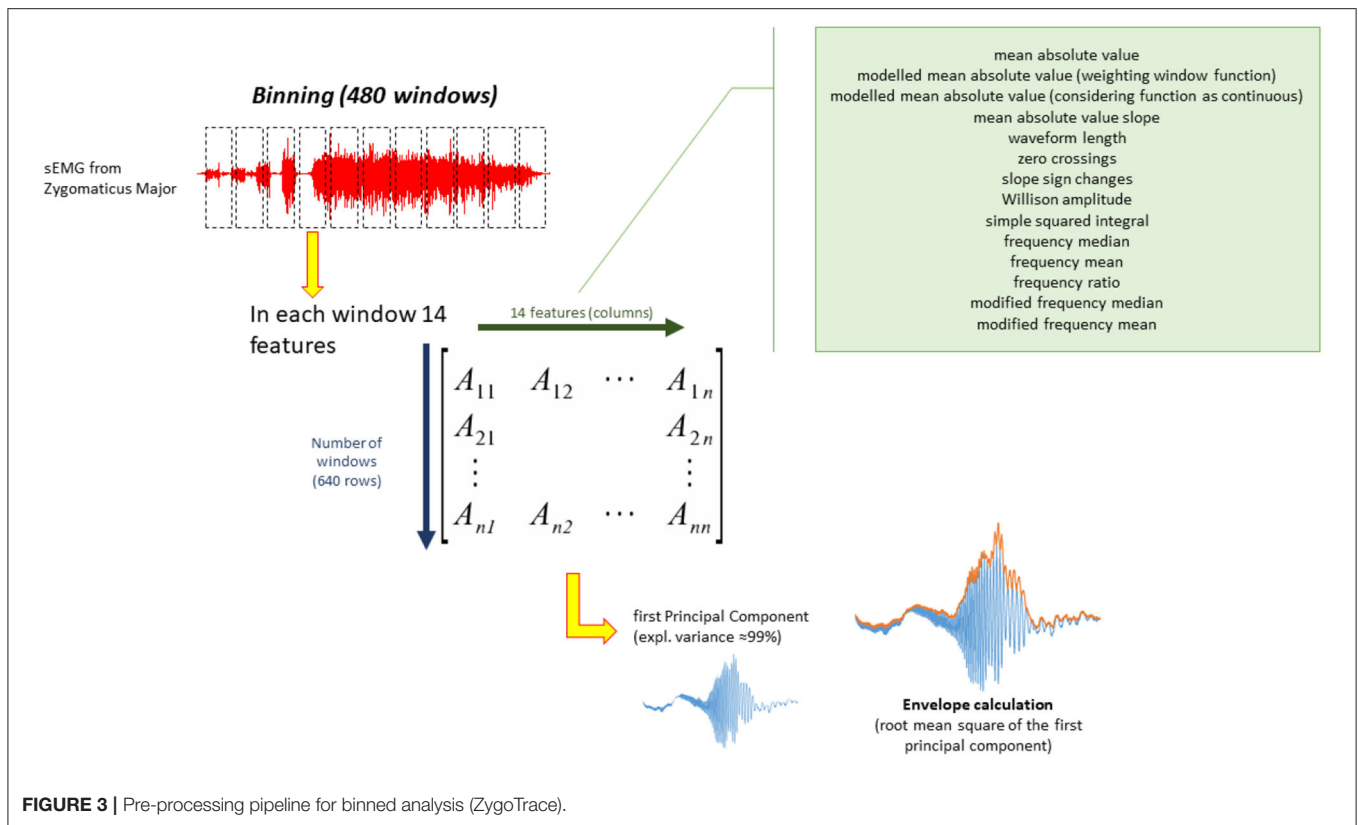 Binning (480 windows)
sEMG from
Zygomaticus Major
mean absolute value
modelled mean absolute value (weighting window function)
modelled mean absolute value (considering function as continuous)
mean absolute value slope
waveform length
zero crossings
slope sign changes
Willison amplitude
simple squared integral
frequency median
frequency mean
frequency ratio
modified frequency median
modified frequency mean
In each window 14
features
14 features (columns)
Number of
windows
(640 rows)
A11 A12 ⋯ A1n
A21 A2n
⋮ ⋮
An1 An2 ⋯ Ann
first Principal Component
(expl. variance ≈99%)
Envelope calculation
(root mean square of the first
principal component)
FIGURE 3 | Pre-processing pipeline for binned analysis (ZygoTrace).